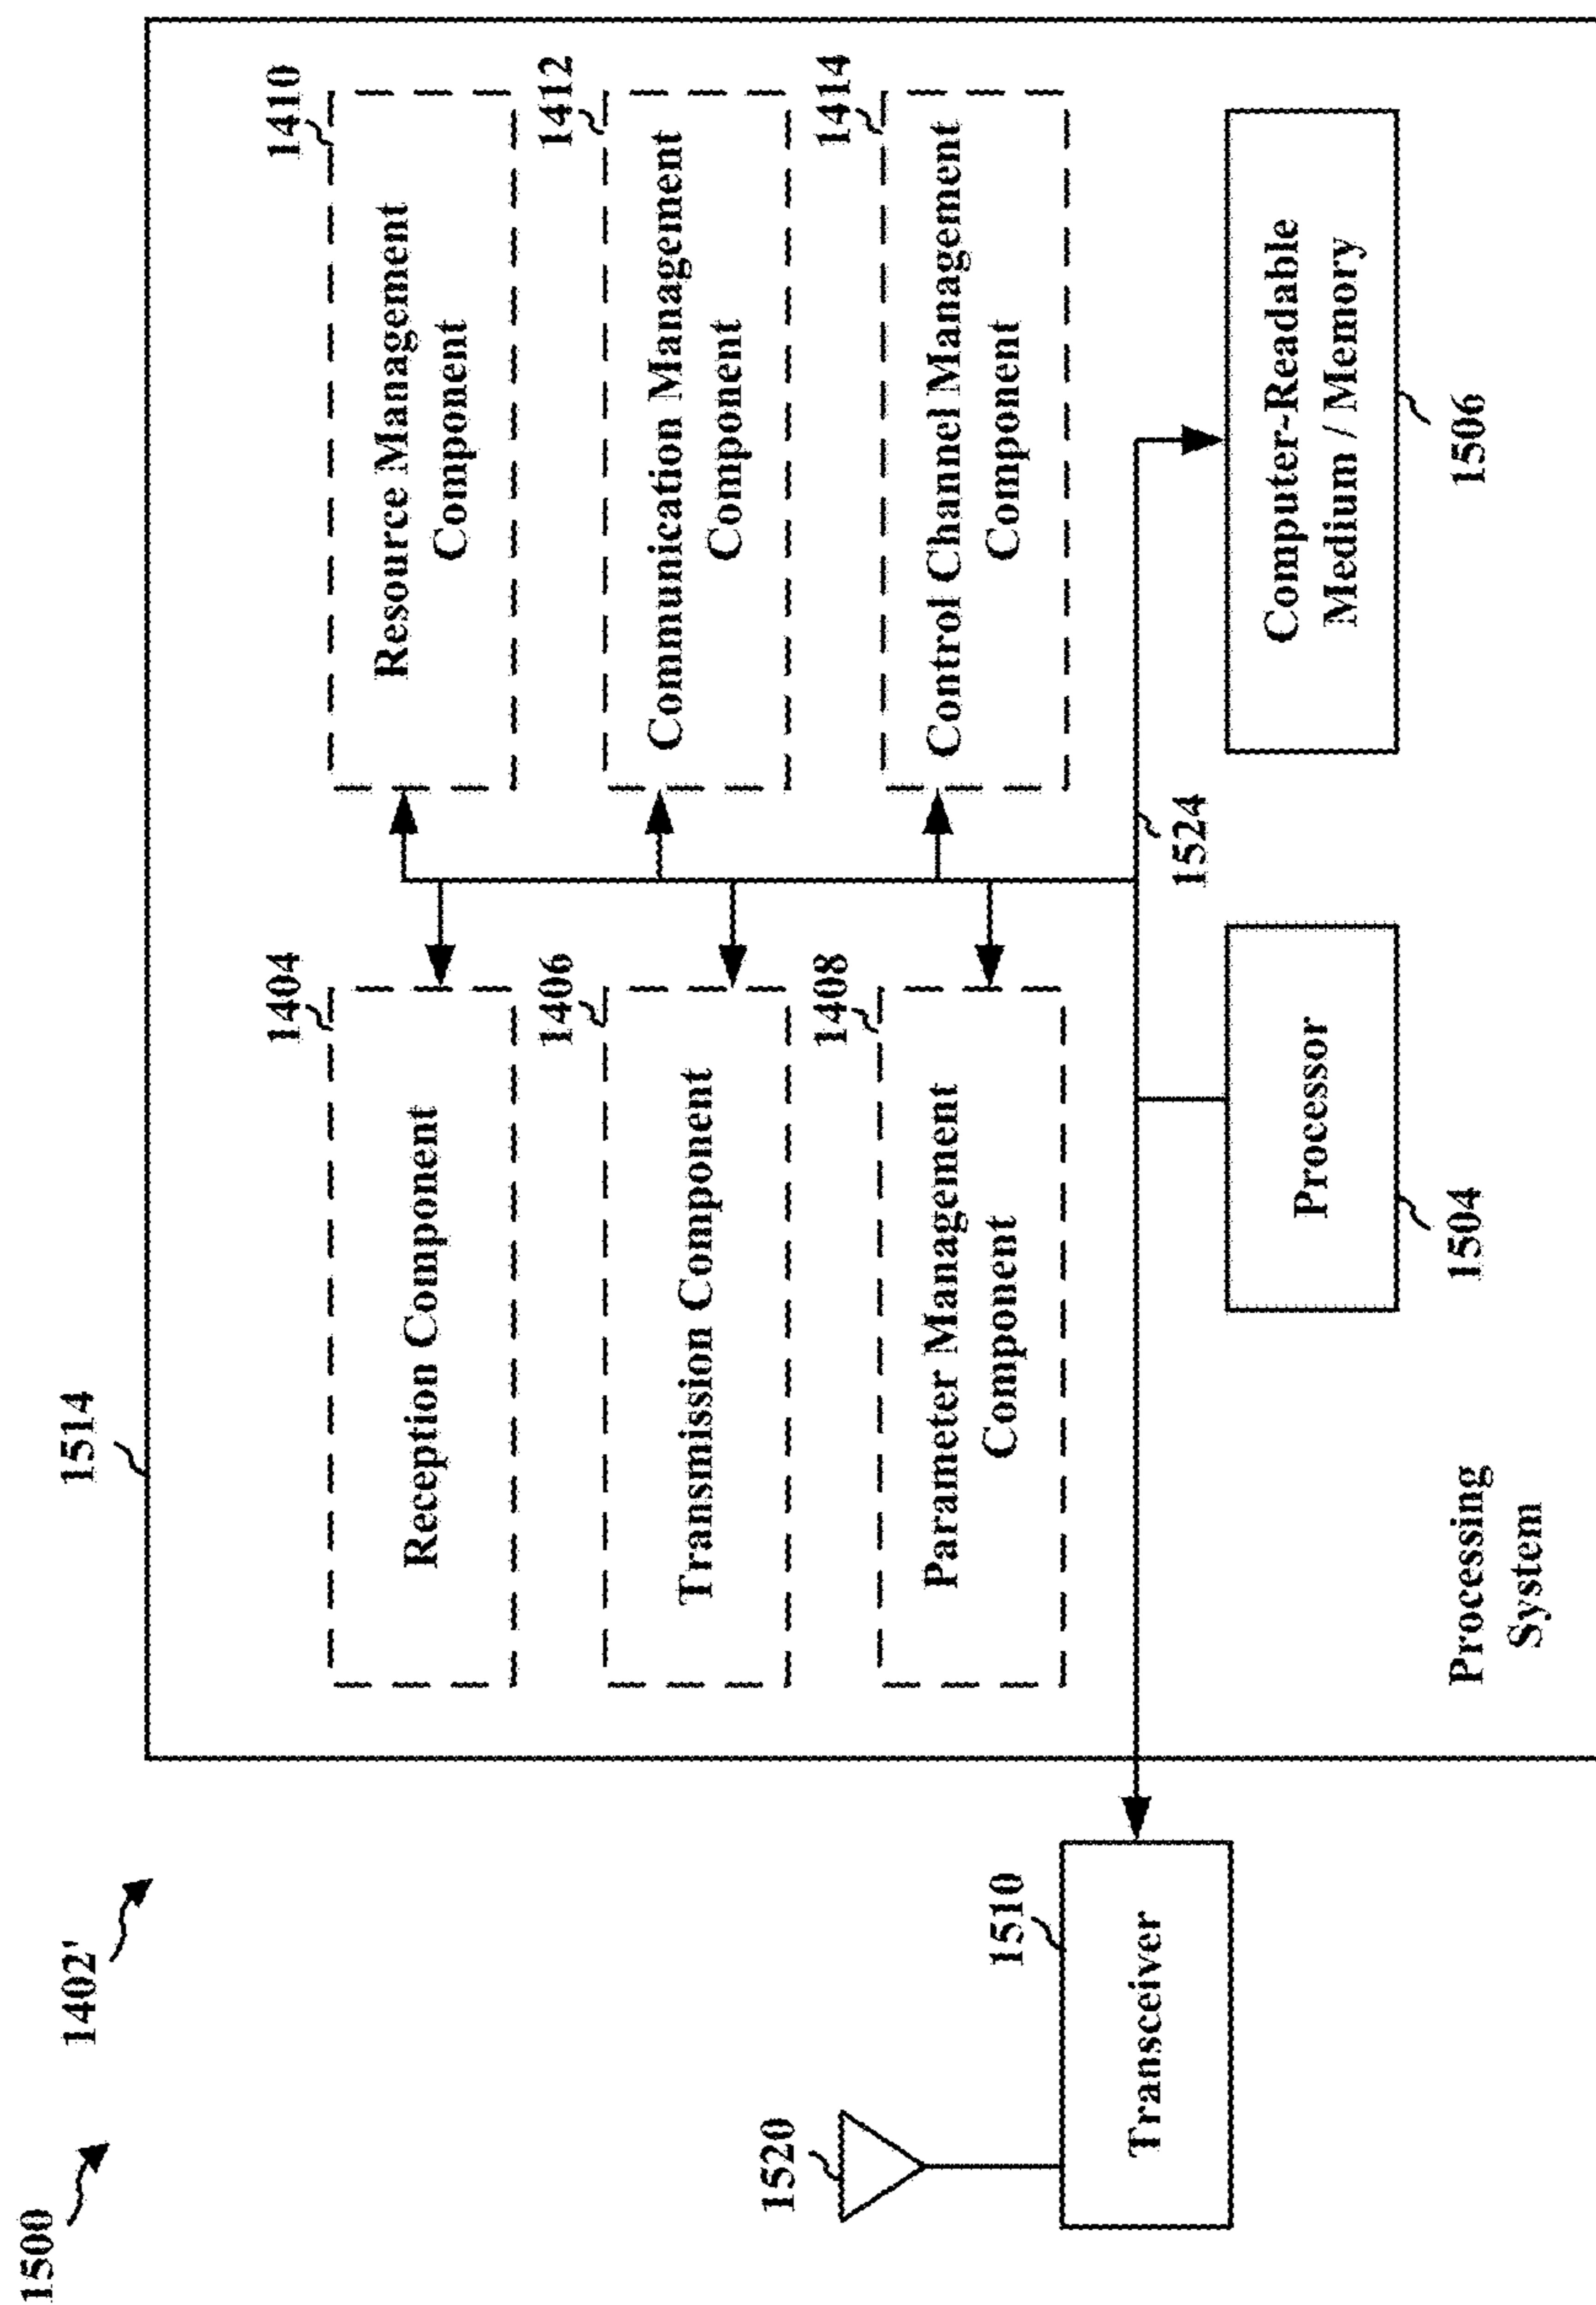 1500
1402'
1514
1404
Reception Component
1410
Resource Management
Component
1406
Transmission Component
1412
Communication Management
Component
1408
Parameter Management
Component
1414
Control Channel Management
Component
1520
1510
Transceiver
1524
Processor
1504
Computer-Readable
Medium / Memory
1506
Processing
System